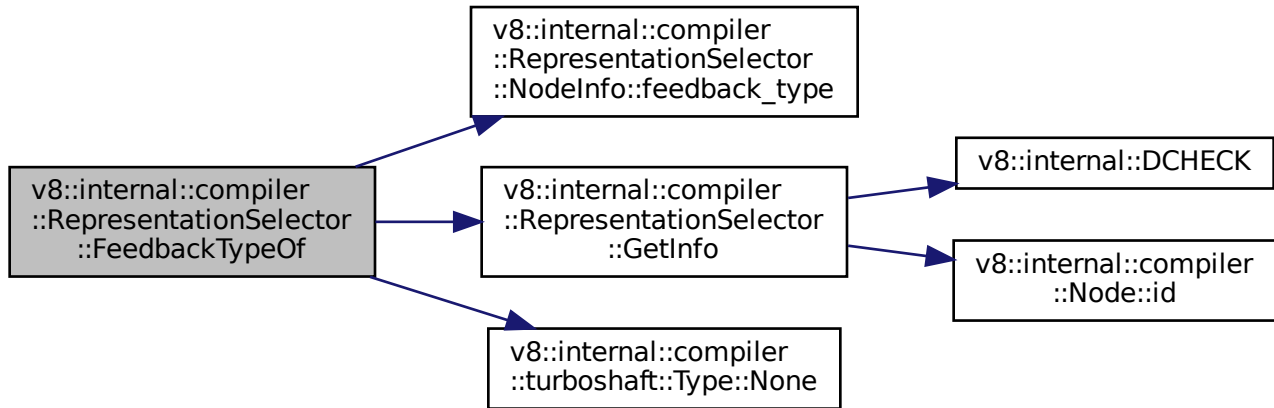 v8::internal::compiler
::RepresentationSelector
::FeedbackTypeOf
v8::internal::compiler
::RepresentationSelector
::NodeInfo::feedback_type
v8::internal::compiler
::RepresentationSelector
::GetInfo
v8::internal::compiler
::turboshaft::Type::None
v8::internal::DCHECK
v8::internal::compiler
::Node::id